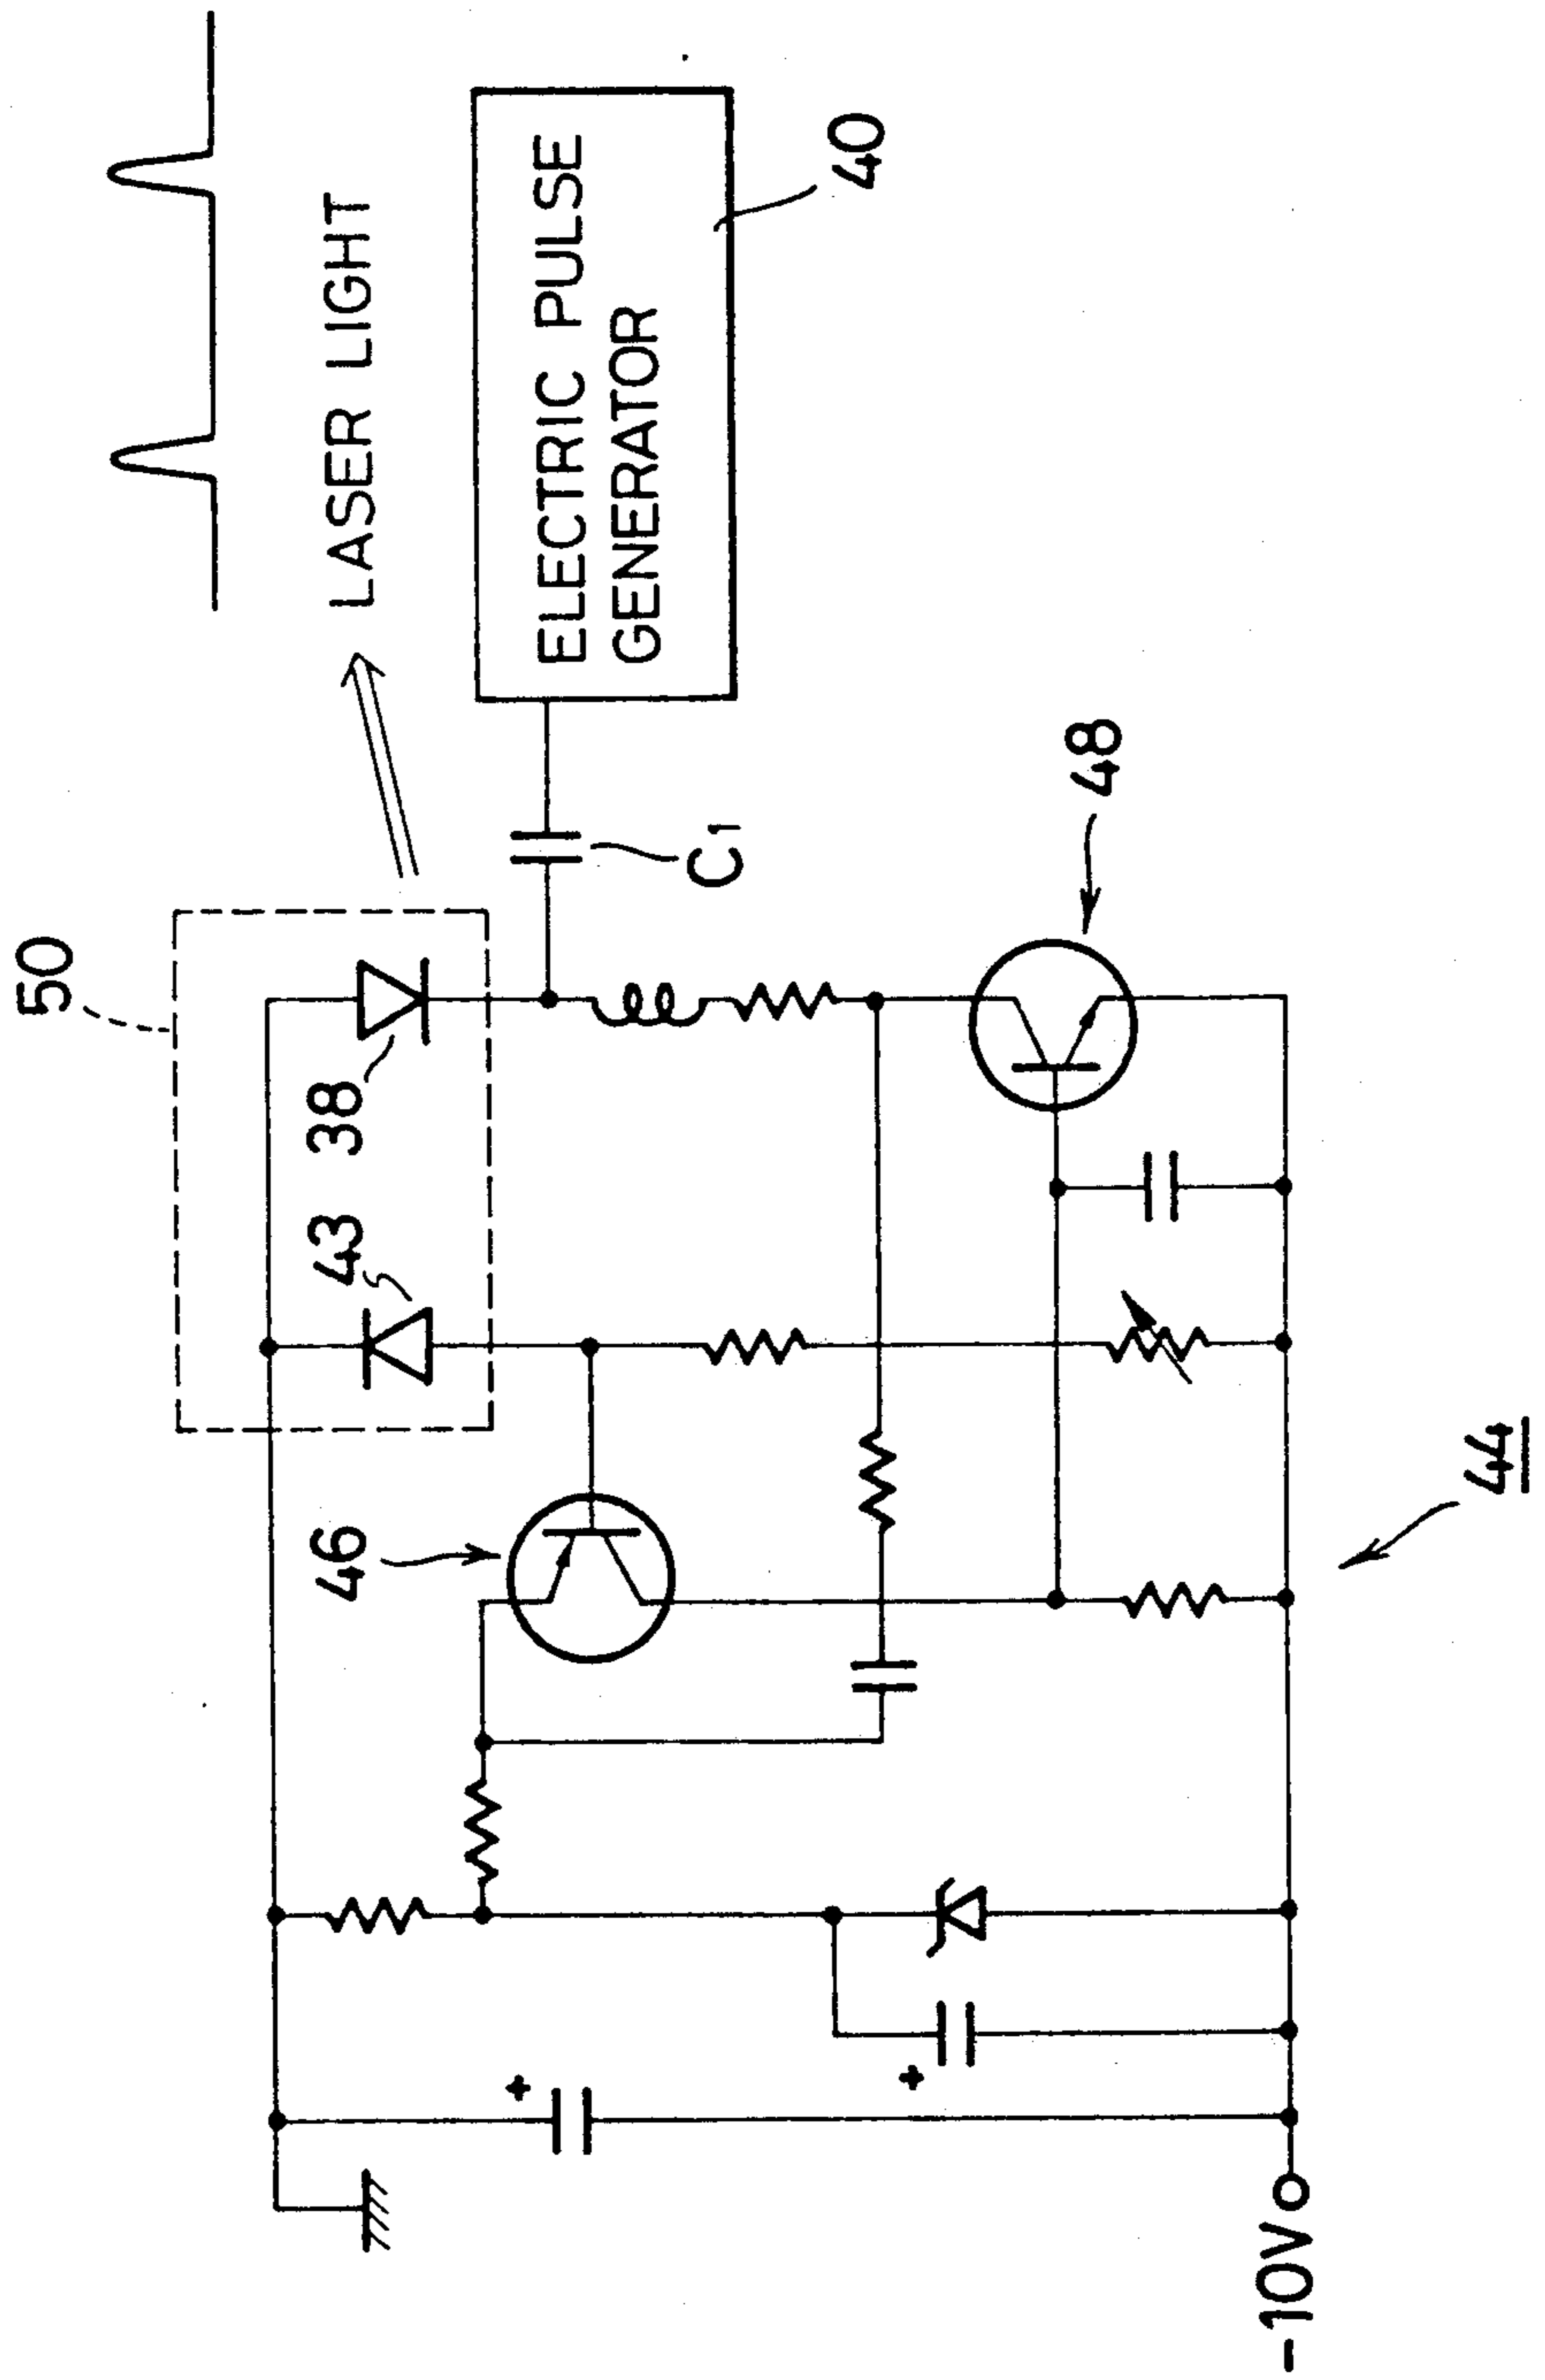 50
LASER LIGHT
43
38
46
ELECTRIC PULSE
GENERATOR
C1
40
48
44
-10V
+
+